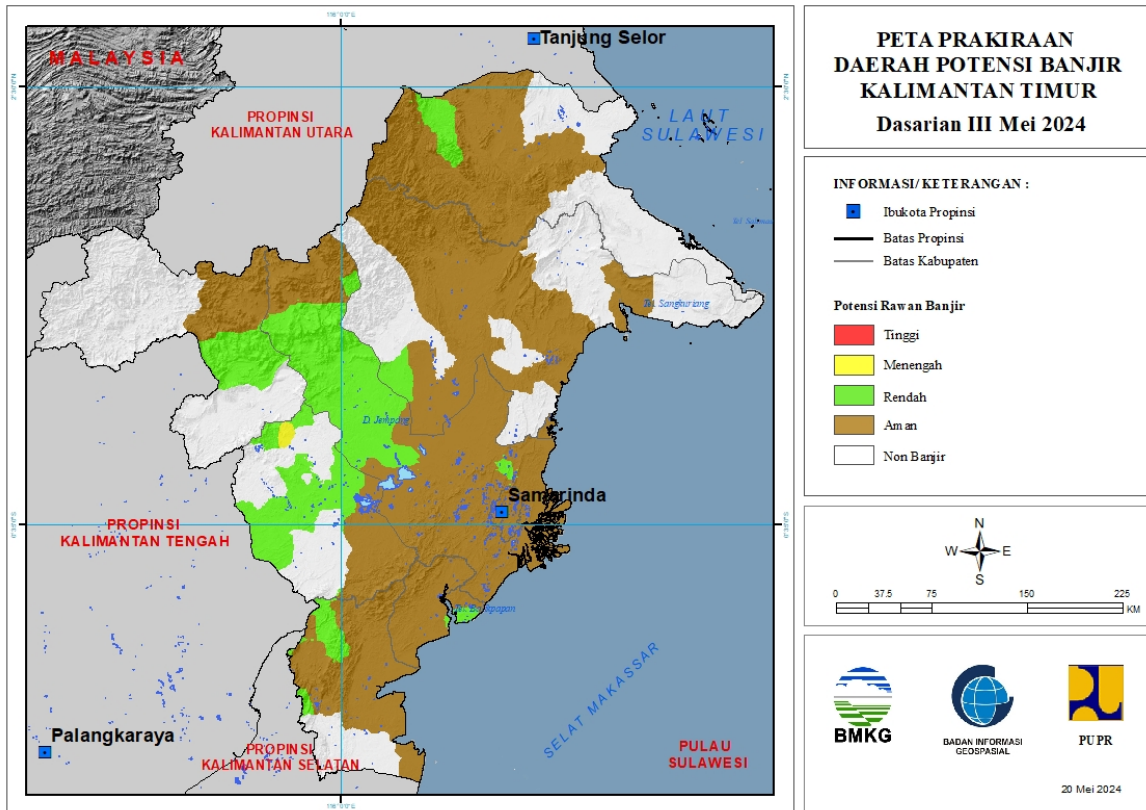 PETA PRAKIRAAN
DAERAH POTENSI BANJIR
KALIMANTAN TIMUR
Dasarian III Mei 2024
INFORMASI/ KETERANGAN :
Ibukota Propinsi
Batas Propinsi
Batas Kabupaten
Potensi Rawan Banjir
Tinggi
Menengah
Rendah
Aman
Non Banjir
N
W E
S
0 37.5 75 150 225
KM
BMKG
BADAN INFORMASI
GEOSPASIAL
PUPR
20 Mei 2024
Tanjung Selor
MALAYSIA
PROPINSI
KALIMANTAN UTARA
LAUT
SULAWESI
Tel. Sangkuriang
D. Jempang
Samarinda
PROPINSI
KALIMANTAN TENGAH
SELAT MAKASSAR
Palangkaraya
PROPINSI
KALIMANTAN SELATAN
PULAU
SULAWESI